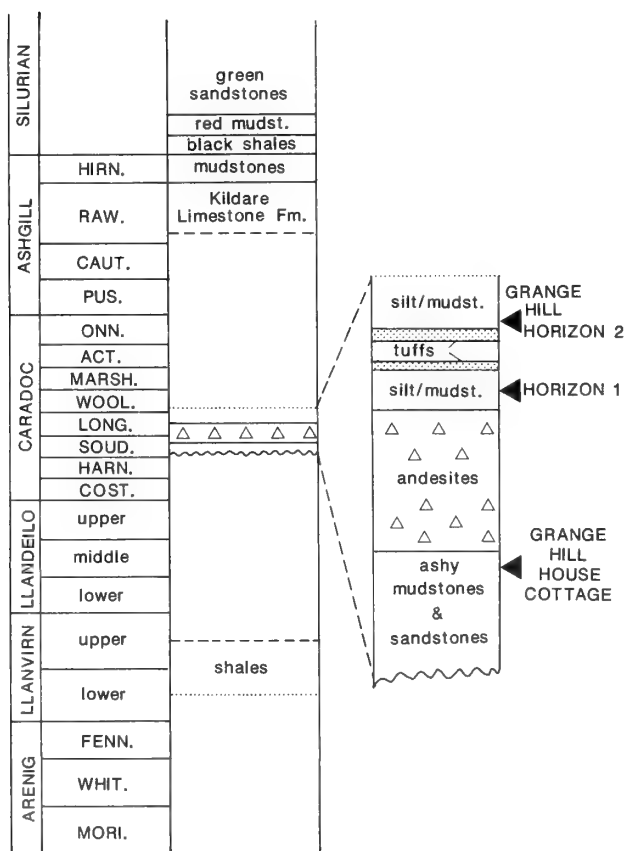 SILURIAN
green
sandstones
red mudst.
black shales
ASHGILL
HIRN.
mudstones
RAW.
Kildare
Limestone Fm.
CAUT.
PUS.
CARADOC
ONN.
ACT.
MARSH.
WOOL.
LONG.
SOUD.
HARN.
COST.
LLANDEILO
upper
middle
lower
LLANVIRN
upper
shales
lower
ARENIG
FENN.
WHIT.
MORI.
silt/mudst.
GRANGE
HILL
HORIZON 2
tuffs
silt/mudst.
HORIZON 1
andesites
ashy
mudstones
&
sandstones
GRANGE
HILL
HOUSE
COTTAGE